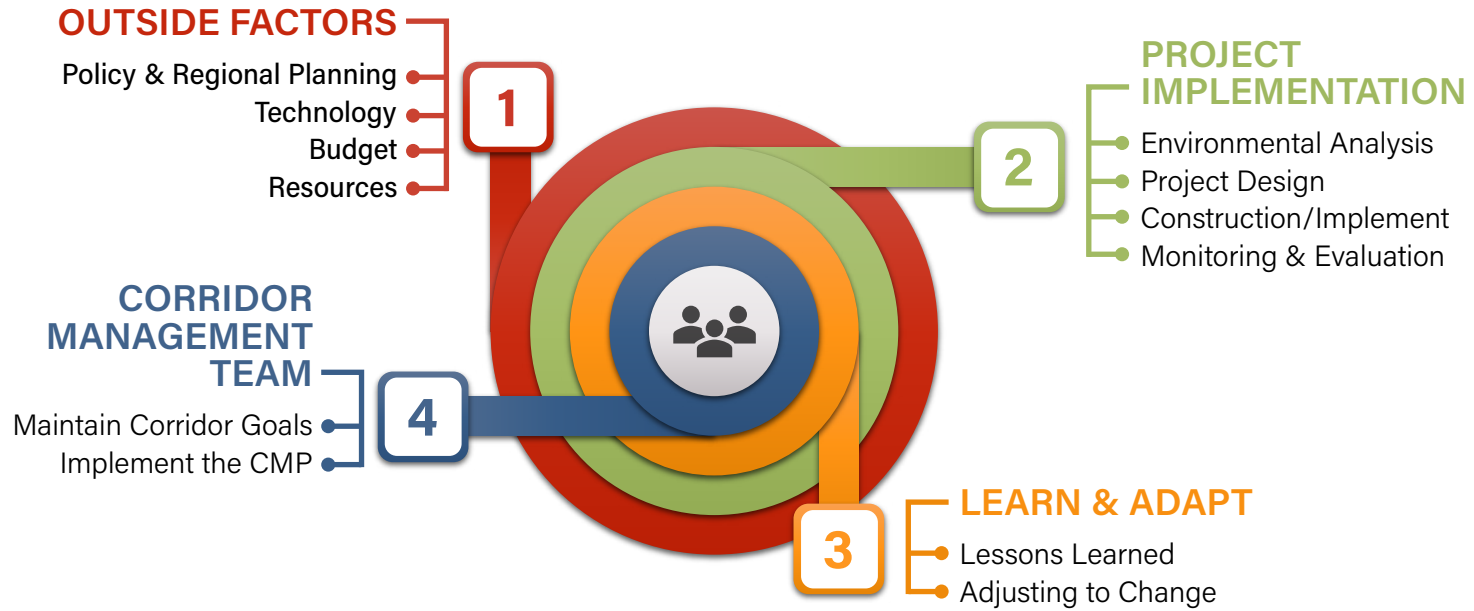 OUTSIDE FACTORS
Policy & Regional Planning
Technology
Budget
Resources
1
PROJECT
IMPLEMENTATION
Environmental Analysis
Project Design
Construction/Implement
Monitoring & Evaluation
2
CORRIDOR
MANAGEMENT
TEAM
Maintain Corridor Goals
Implement the CMP
4
LEARN & ADAPT
Lessons Learned
Adjusting to Change
3